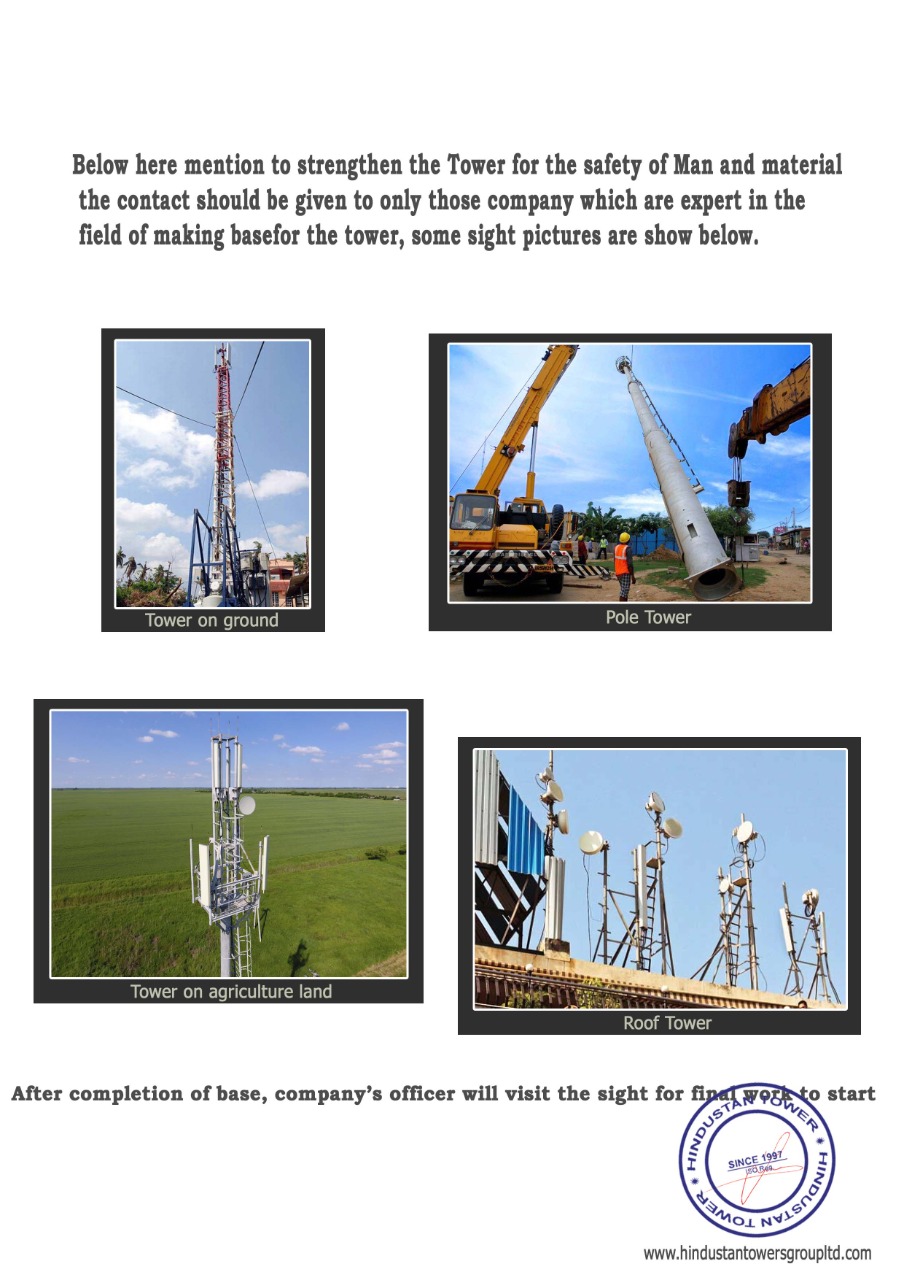 Below here mention to strengthen the Tower for the safety of Man and material
the contact should be given to only those company which are expert in the
field of making basefor the tower, some sight pictures are show below.
Tower on ground
Pole Tower
Tower on agriculture land
Roof Tower
After completion of base, company's officer will visit the sight for final work to start
* HINDUSTAN TOWER * HINDUSTAN TOWER
SINCE 1997
ISO Reg.
www.hindustantowersgroupltd.com